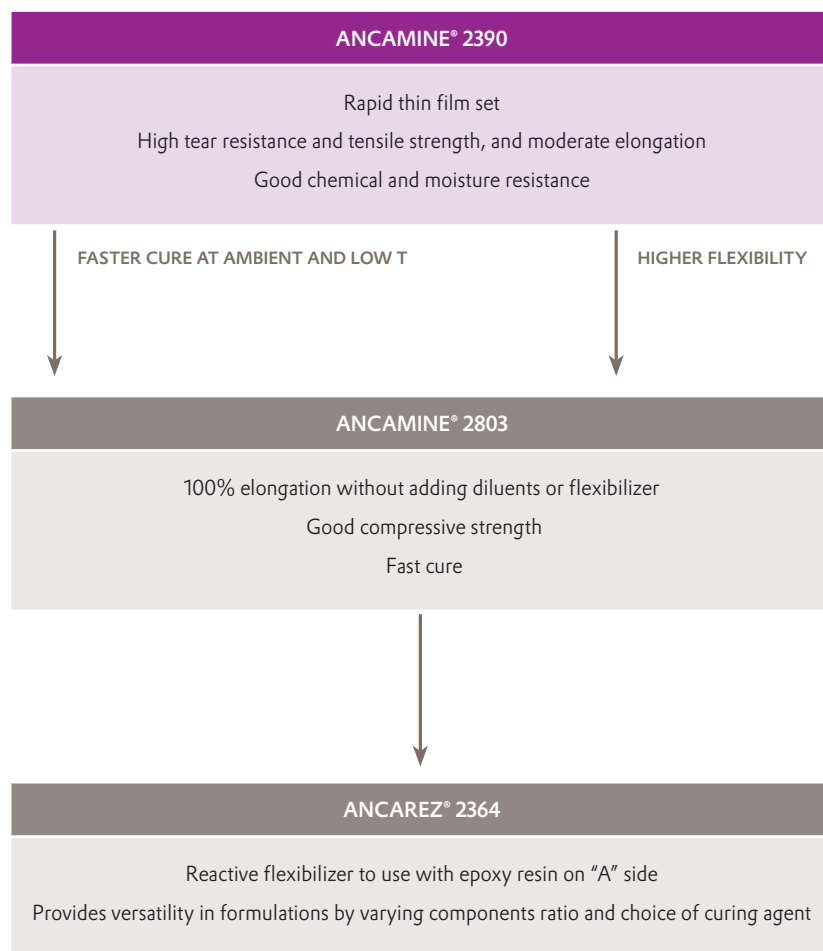 ANCAMINE® 2390
Rapid thin film set
High tear resistance and tensile strength, and moderate elongation
Good chemical and moisture resistance
FASTER CURE AT AMBIENT AND LOW T
HIGHER FLEXIBILITY
ANCAMINE® 2803
100% elongation without adding diluents or flexibilizer
Good compressive strength
Fast cure
ANCAREZ® 2364
Reactive flexibilizer to use with epoxy resin on “A” side
Provides versatility in formulations by varying components ratio and choice of curing agent